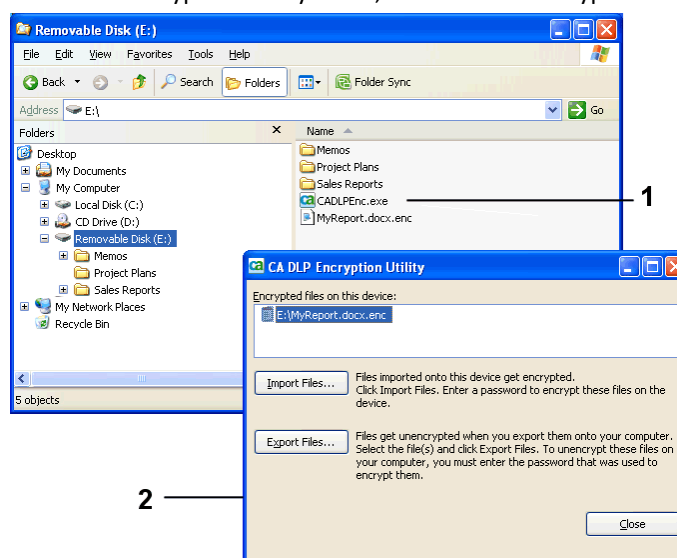 Removable Disk (E:)
File Edit View Favorites Tools Help
Back Search Folders Folder Sync
Address E:\ Go
Folders x Name
Desktop
My Documents
My Computer
Local Disk (C:)
CD Drive (D:)
Removable Disk (E:)
Memos
Project Plans
Sales Reports
My Network Places
Recycle Bin
Memos
Project Plans
Sales Reports
CADLPEnc.exe
MyReport.docx.enc
1
5 objects
CA DLP Encryption Utility
Encrypted files on this device:
E:\MyReport.docx.enc
Import Files...
Files imported onto this device get encrypted.
Click Import Files. Enter a password to encrypt these files on the
device.
Export Files...
Files get unencrypted when you export them onto your computer.
Select the file(s) and click Export Files. To unencrypt these files on
your computer, you must enter the password that was used to
encrypt them.
2
Close